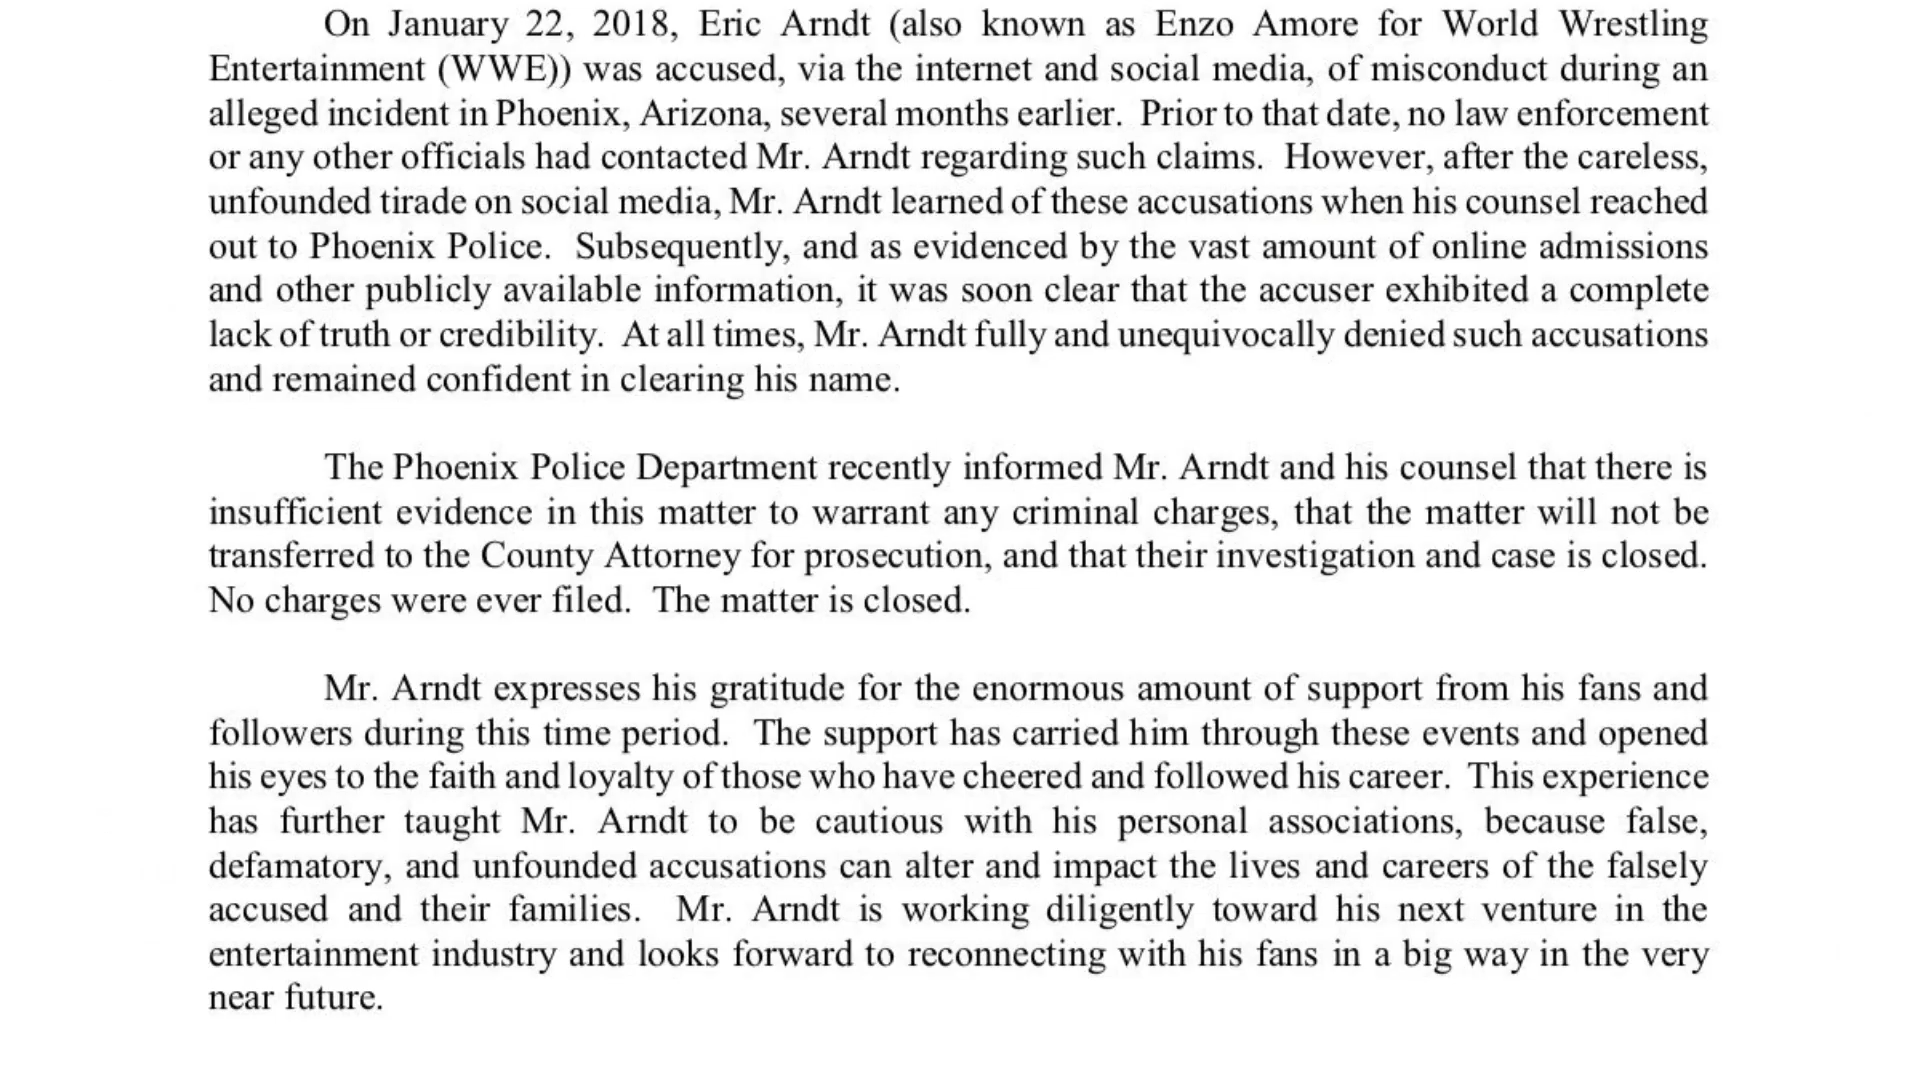 On January 22, 2018, Eric Arndt (also known as Enzo Amore for World Wrestling
Entertainment (WWE)) was accused, via the internet and social media, of misconduct during an
alleged incident in Phoenix, Arizona, several months earlier.  Prior to that date, no law enforcement
or any other officials had contacted Mr. Arndt regarding such claims.  However, after the careless,
unfounded tirade on social media, Mr. Arndt learned of these accusations when his counsel reached
out to Phoenix Police.  Subsequently, and as evidenced by the vast amount of online admissions
and other publicly available information, it was soon clear that the accuser exhibited a complete
lack of truth or credibility.  At all times, Mr. Arndt fully and unequivocally denied such accusations
and remained confident in clearing his name.
The Phoenix Police Department recently informed Mr. Arndt and his counsel that there is
insufficient evidence in this matter to warrant any criminal charges, that the matter will not be
transferred to the County Attorney for prosecution, and that their investigation and case is closed.
No charges were ever filed.  The matter is closed.
Mr. Arndt expresses his gratitude for the enormous amount of support from his fans and
followers during this time period.  The support has carried him through these events and opened
his eyes to the faith and loyalty of those who have cheered and followed his career.  This experience
has further taught Mr. Arndt to be cautious with his personal associations, because false,
defamatory, and unfounded accusations can alter and impact the lives and careers of the falsely
accused and their families.  Mr. Arndt is working diligently toward his next venture in the
entertainment industry and looks forward to reconnecting with his fans in a big way in the very
near future.